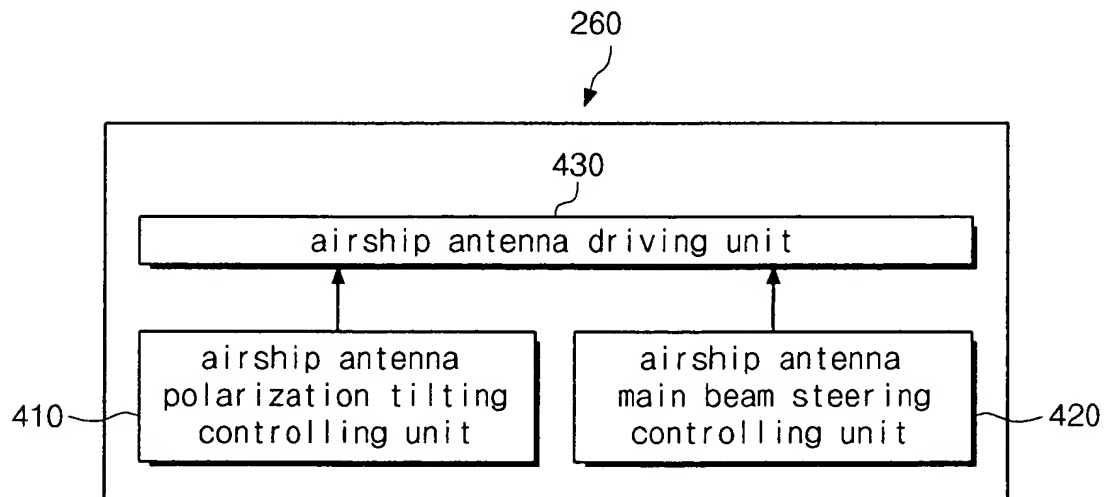 260
430
airship antenna driving unit
airship antenna
polarization tilting
controlling unit
410
airship antenna
main beam steering
controlling unit
420